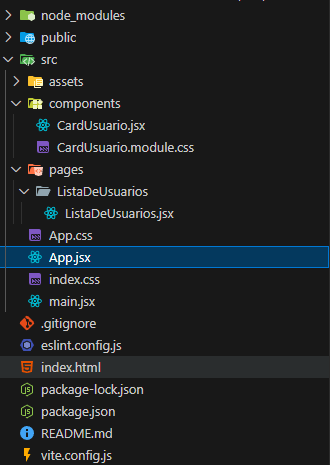 node_modules
public
src
assets
components
CardUsuario.jsx
CardUsuario.module.css
pages
ListaDeUsuarios
ListaDeUsuarios.jsx
App.css
App.jsx
index.css
main.jsx
.gitignore
eslint.config.js
index.html
package-lock.json
package.json
README.md
vite.config.js